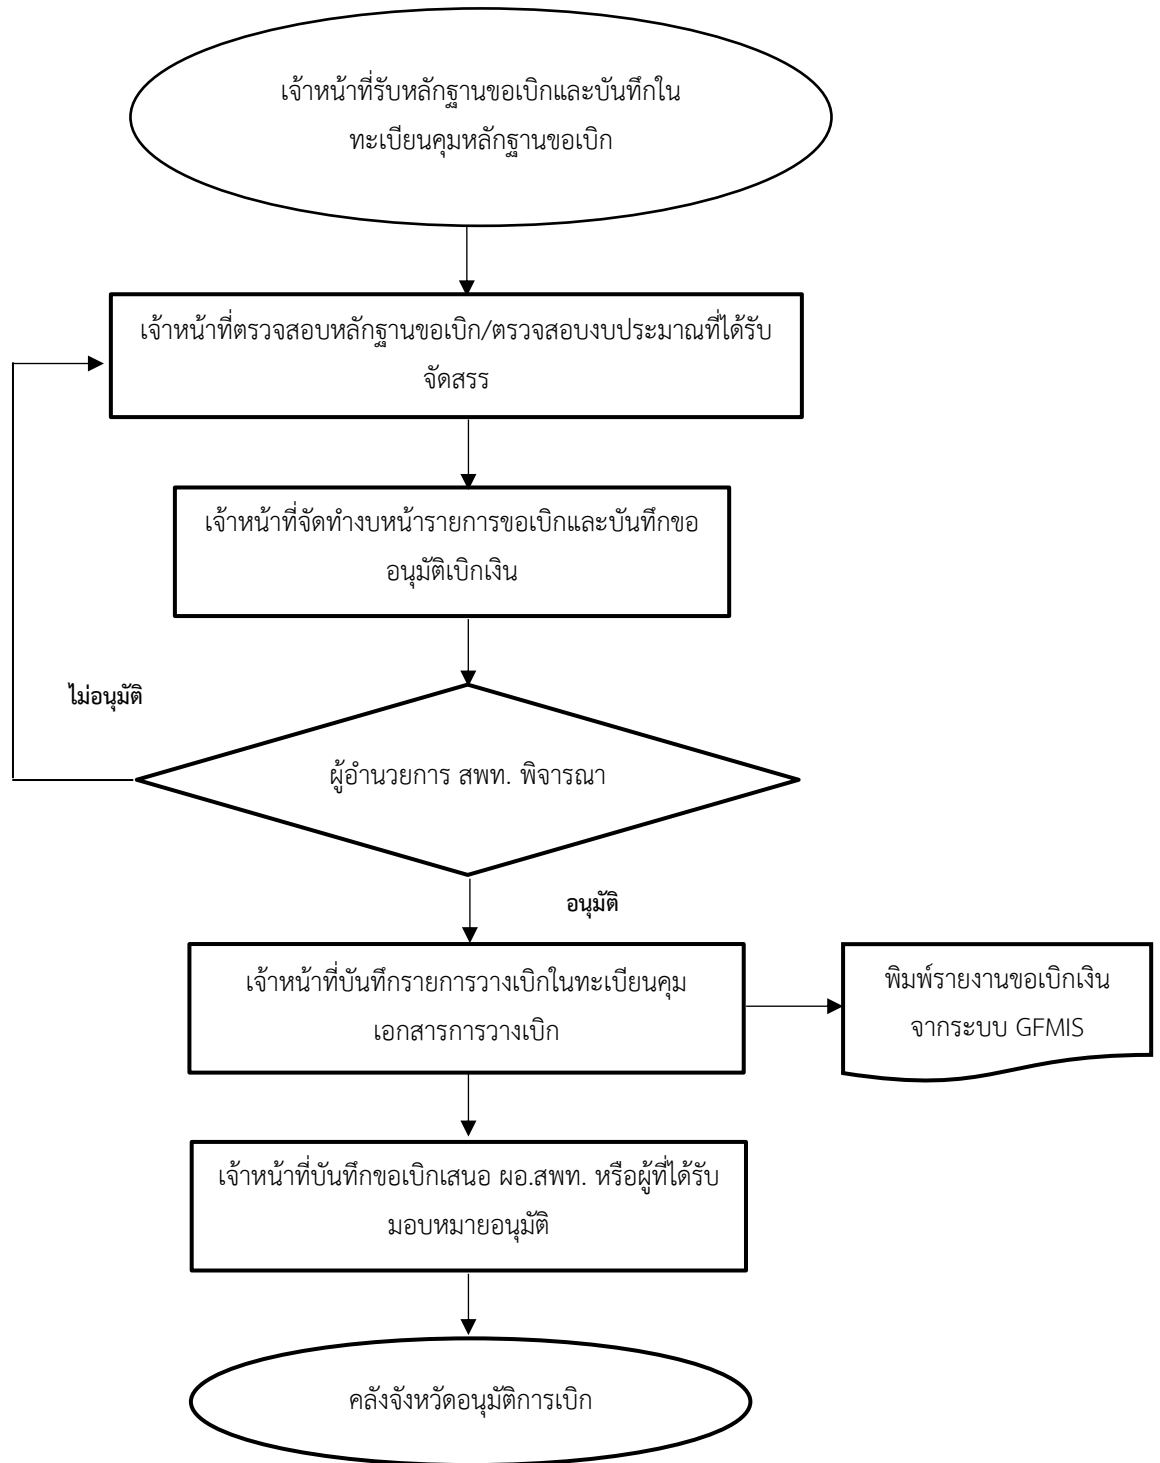 เจ้าหน้าที่รับหลักฐานขอเบิกและบันทึกใน
ทะเบียนคุมหลักฐานขอเบิก
เจ้าหน้าที่ตรวจสอบหลักฐานขอเบิก/ตรวจสอบงบประมาณที่ได้รับ
จัดสรร
เจ้าหน้าที่จัดทำงบหน้ารายการขอเบิกและบันทึกขอ
อนุมัติเบิกเงิน
ไม่อนุมัติ
ผู้อำนวยการ สพท. พิจารณา
อนุมัติ
เจ้าหน้าที่บันทึกรายการวางเบิกในทะเบียนคุม
เอกสารการวางเบิก
พิมพ์รายงานขอเบิกเงิน
จากระบบ GFMIS
เจ้าหน้าที่บันทึกขอเบิกเสนอ ผอ.สพท. หรือผู้ที่ได้รับ
มอบหมายอนุมัติ
คลังจังหวัดอนุมัติการเบิก